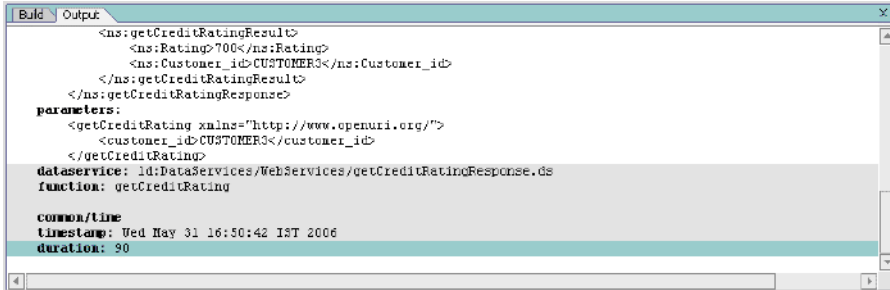 Build Output
<ns:getCreditRatingResult>
<ns:Rating>700</ns:Rating>
<ns:Customer_id>CUSTOMER3</ns:Customer_id>
</ns:getCreditRatingResult>
</ns:getCreditRatingResponse>
parameters:
<getCreditRating xmlns="http://www.openuri.org/">
<customer_id>CUSTOMER3</customer_id>
</getCreditRating>
dataservice: ld:DataServices/WebServices/getCreditRatingResponse.ds
function: getCreditRating
common/time
timestamp: Wed May 31 16:50:42 IST 2006
duration: 90